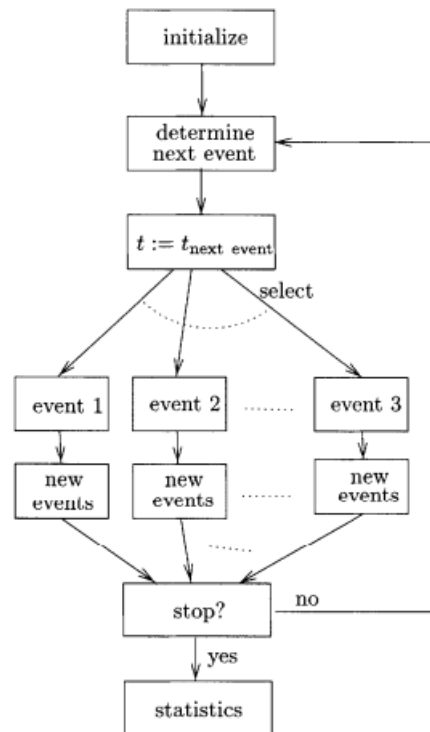 initialize
determine
next event
t := t_next event
select
event 1
event 2
event 3
new
events
new
events
new
events
stop?
no
yes
statistics